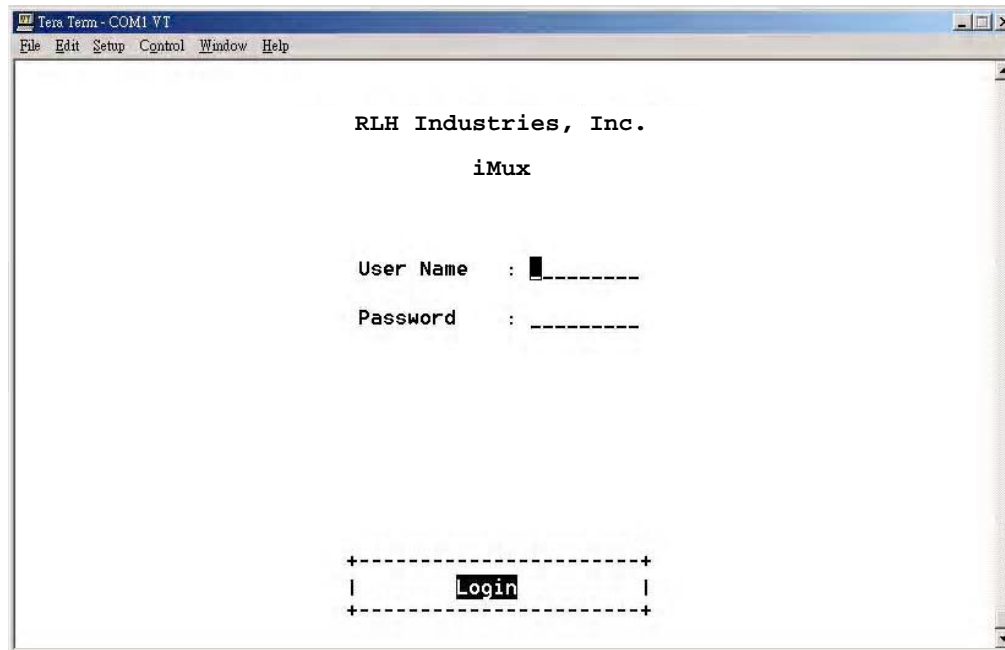 Tera Term - COM1 VT
File Edit Setup Control Window Help
RLH Industries, Inc.
iMux
User Name : _________
Password : _________
+-----------------------+
| Login |
+-----------------------+